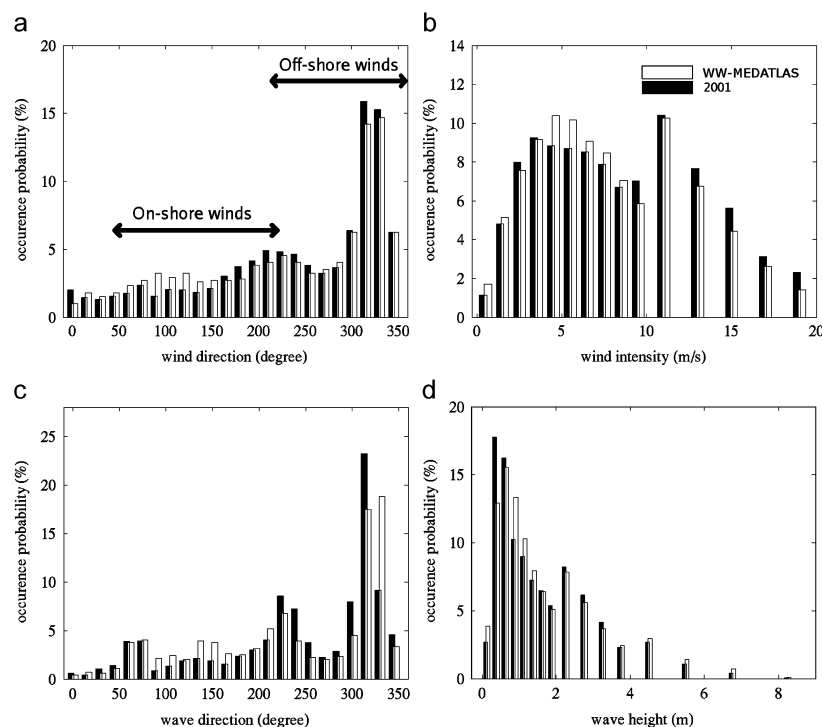 a
20
15
10
5
0
occurence probability (%)
Off-shore winds
On-shore winds
0 50 100 150 200 250 300 350
wind direction (degree)
b
14
12
10
8
6
4
2
0
occurence probability (%)
WW-MEDATLAS
2001
0 5 10 15 20
wind intensity (m/s)
c
25
20
15
10
5
0
occurence probability (%)
0 50 100 150 200 250 300 350
wave direction (degree)
d
20
15
10
5
0
occurence probability (%)
0 2 4 6 8
wave height (m)